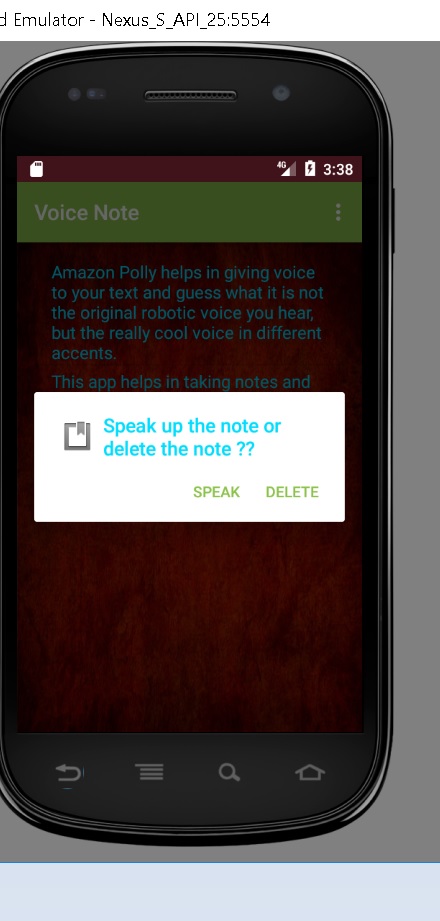 d Emulator - Nexus_S_API_25:5554
4G 3:38
Voice Note
Amazon Polly helps in giving voice
to your text and guess what it is not
the original robotic voice you hear,
but the really cool voice in different
accents.
This app helps in taking notes and
Speak up the note or
delete the note ??
SPEAK DELETE